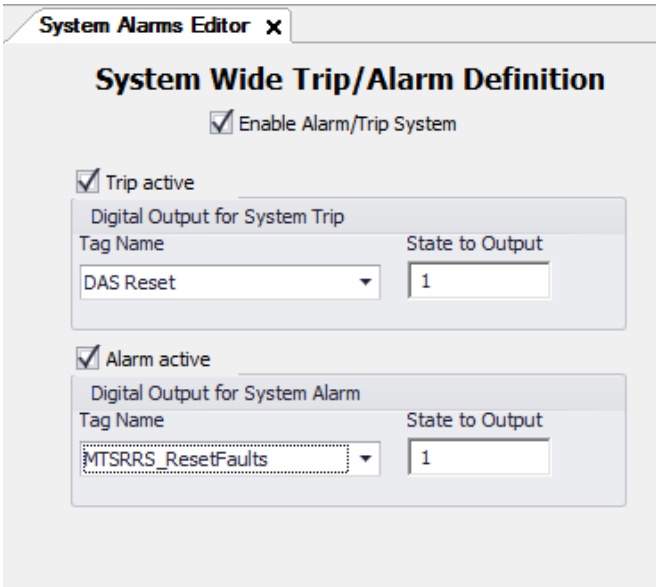 System Alarms Editor x
System Wide Trip/Alarm Definition
Enable Alarm/Trip System
Trip active
Digital Output for System Trip
Tag Name State to Output
DAS Reset 1
Alarm active
Digital Output for System Alarm
Tag Name State to Output
MTSRRS_ResetFaults 1